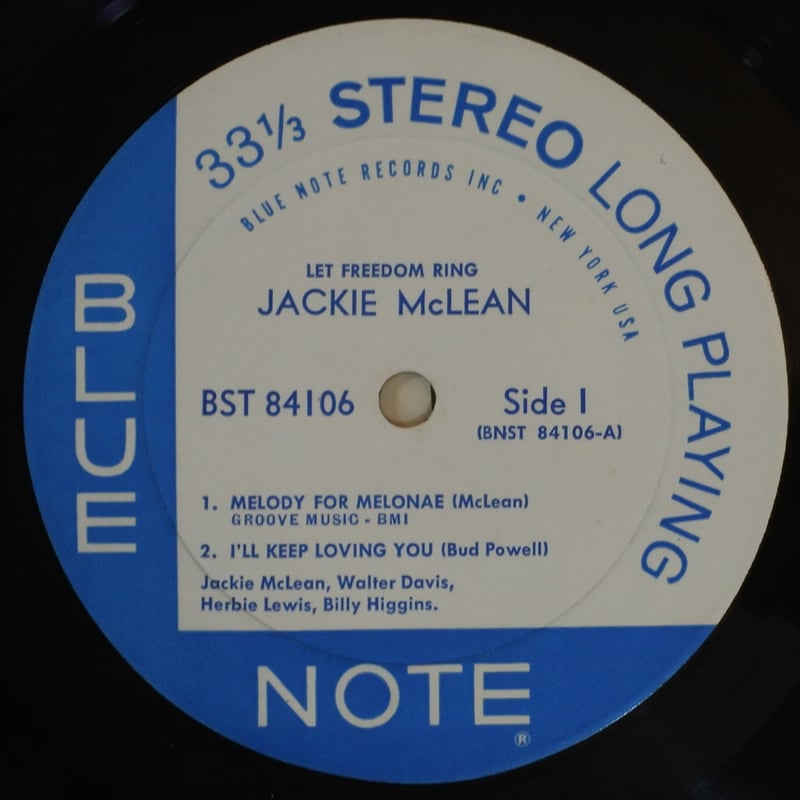 33⅓ STEREO LONG PLAYING
BLUE NOTE RECORDS INC • NEW YORK USA
LET FREEDOM RING
JACKIE McLEAN
BST 84106
Side 1
(BNST 84106-A)
1. MELODY FOR MELONAE (McLean)
GROOVE MUSIC - BMI
2. I'LL KEEP LOVING YOU (Bud Powell)
Jackie McLean, Walter Davis,
Herbie Lewis, Billy Higgins.
BLUE
NOTE
®